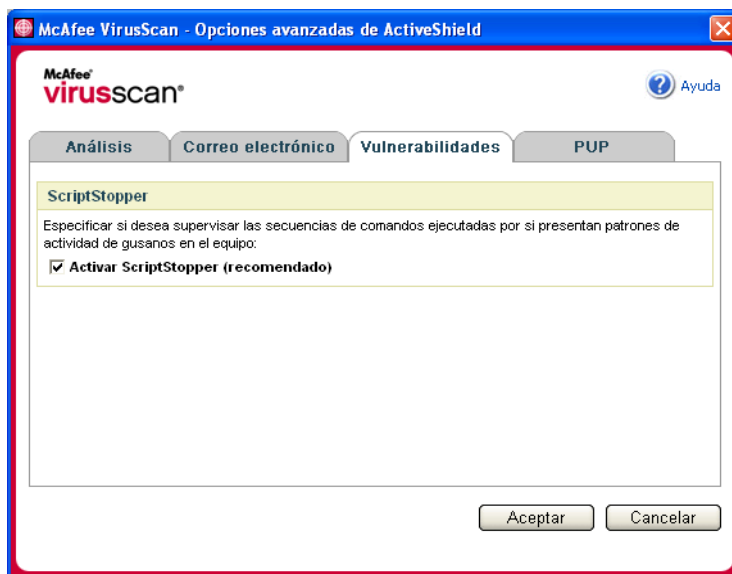 McAfee VirusScan - Opciones avanzadas de ActiveShield
McAfee®
virusscan®
Ayuda
Análisis
Correo electrónico
Vulnerabilidades
PUP
ScriptStopper
Especificar si desea supervisar las secuencias de comandos ejecutadas por si presentan patrones de
actividad de gusanos en el equipo:
Activar ScriptStopper (recomendado)
Aceptar
Cancelar